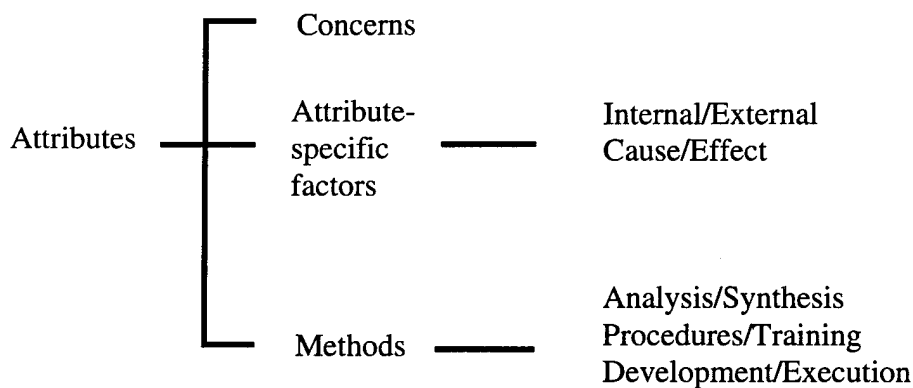 Concerns
Attributes
Attribute-
specific
factors
Internal/External
Cause/Effect
Methods
Analysis/Synthesis
Procedures/Training
Development/Execution